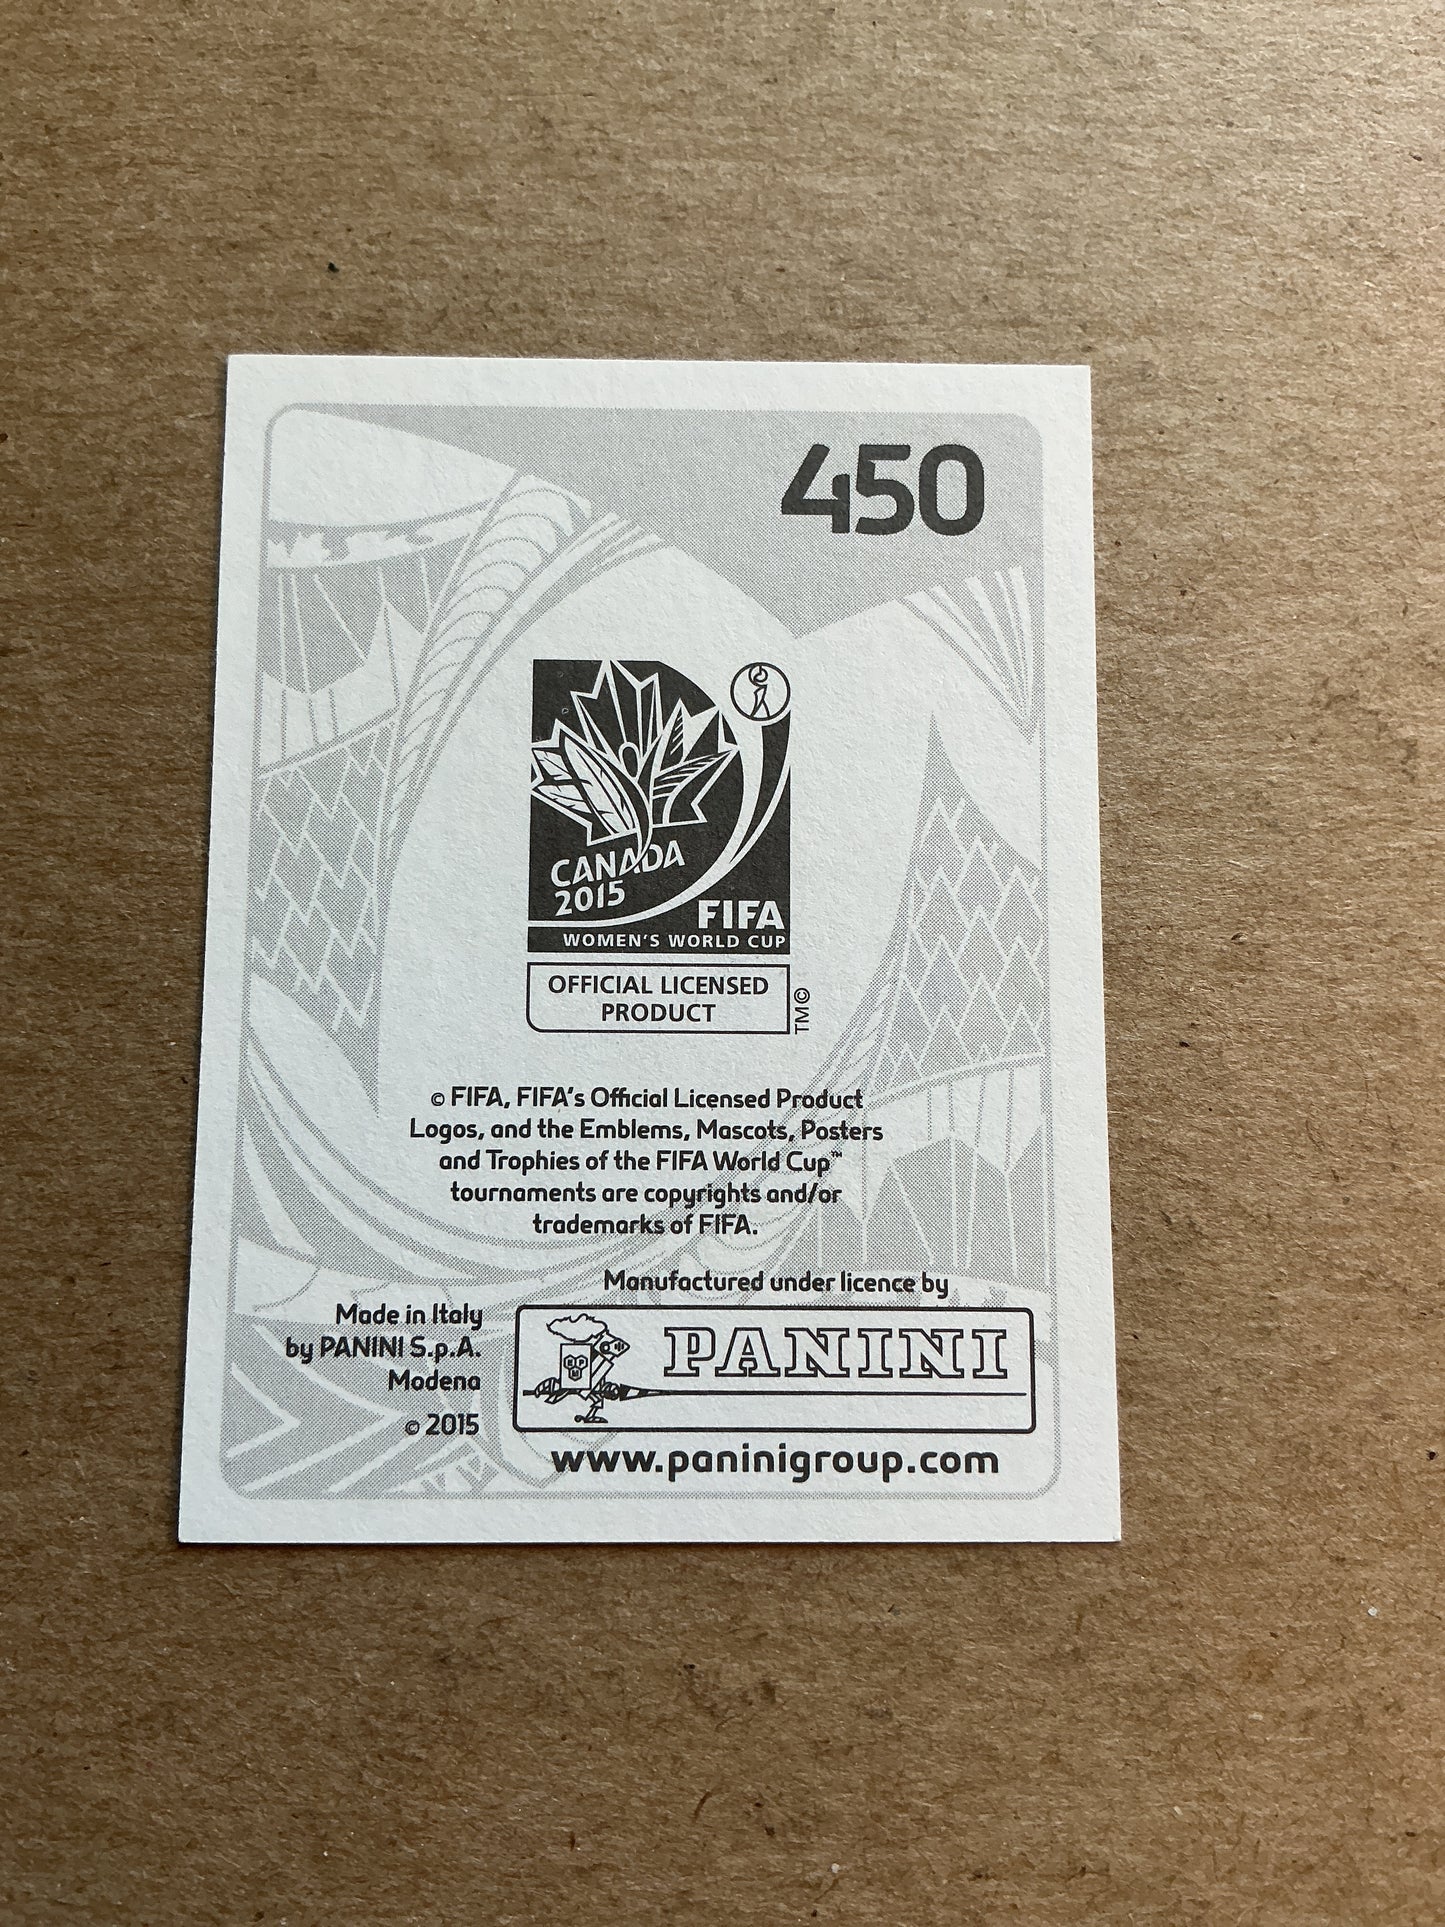 450
CANADA
2015
FIFA
WOMEN'S WORLD CUP
OFFICIAL LICENSED
PRODUCT
TM©
© FIFA, FIFA's Official Licensed Product
Logos, and the Emblems, Mascots, Posters
and Trophies of the FIFA World Cup™
tournaments are copyrights and/or
trademarks of FIFA.
Manufactured under licence by
Made in Italy
by PANINI S.p.A.
Modena
© 2015
PANINI
www.paninigroup.com